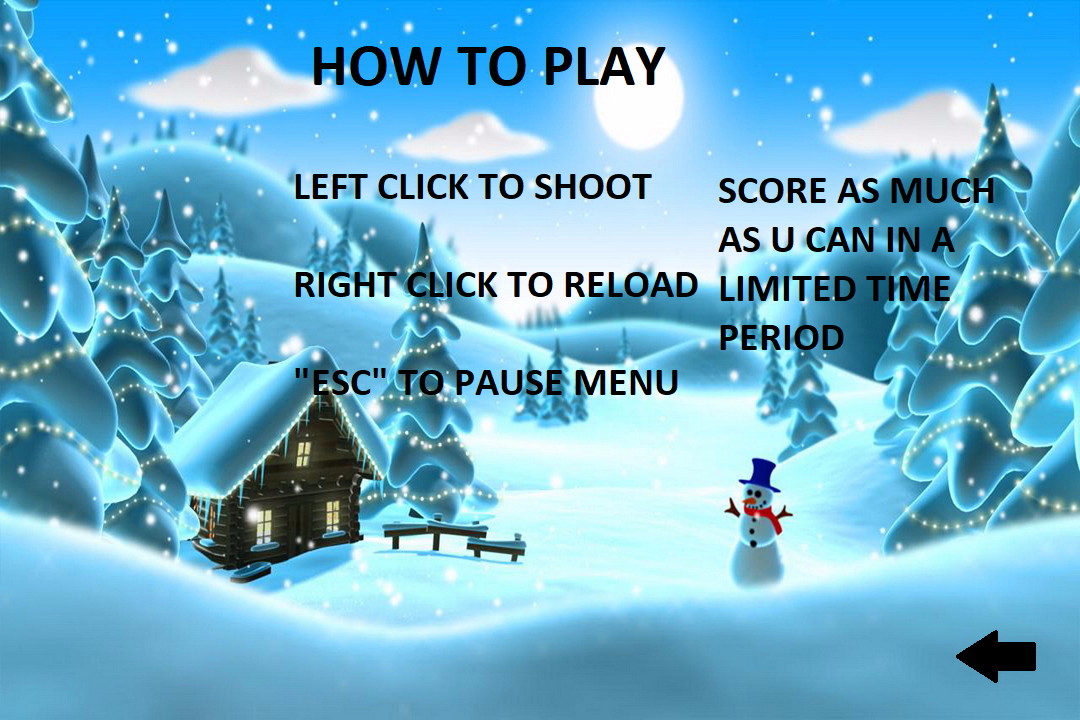 HOW TO PLAY
LEFT CLICK TO SHOOT
RIGHT CLICK TO RELOAD
"ESC" TO PAUSE MENU
SCORE AS MUCH
AS U CAN IN A
LIMITED TIME
PERIOD